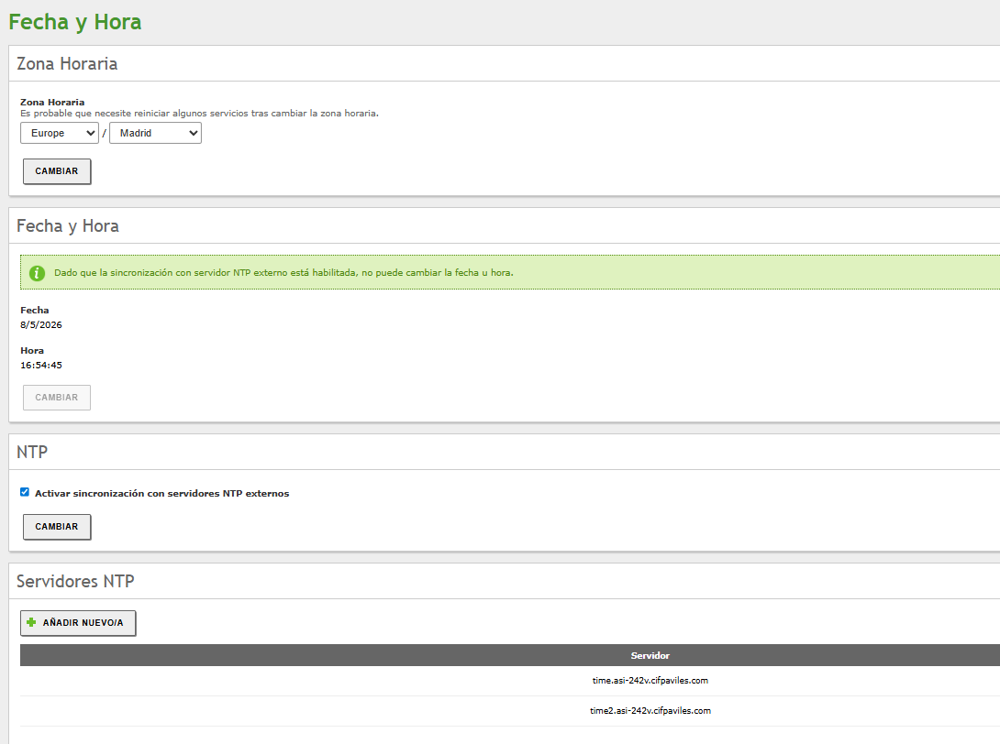 Fecha y Hora
Zona Horaria
Zona Horaria
Es probable que necesite reiniciar algunos servicios tras cambiar la zona horaria.
Europe / Madrid
CAMBIAR
Fecha y Hora
Dado que la sincronización con servidor NTP externo está habilitada, no puede cambiar la fecha u hora.
Fecha
8/5/2026
Hora
16:54:45
CAMBIAR
NTP
Activar sincronización con servidores NTP externos
CAMBIAR
Servidores NTP
AÑADIR NUEVO/A
Servidor
time.asi-242v.cifpaviles.com
time2.asi-242v.cifpaviles.com